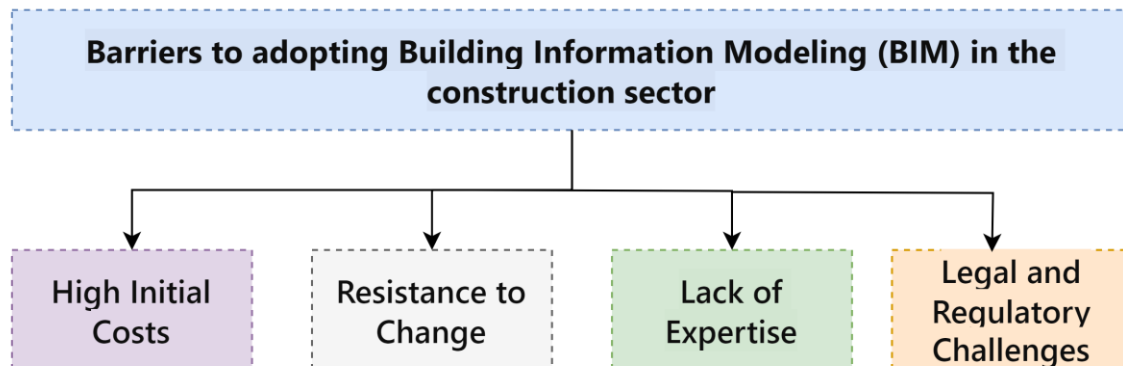 Barriers to adopting Building Information Modeling (BIM) in the
construction sector
High Initial
Costs
Resistance to
Change
Lack of
Expertise
Legal and
Regulatory
Challenges